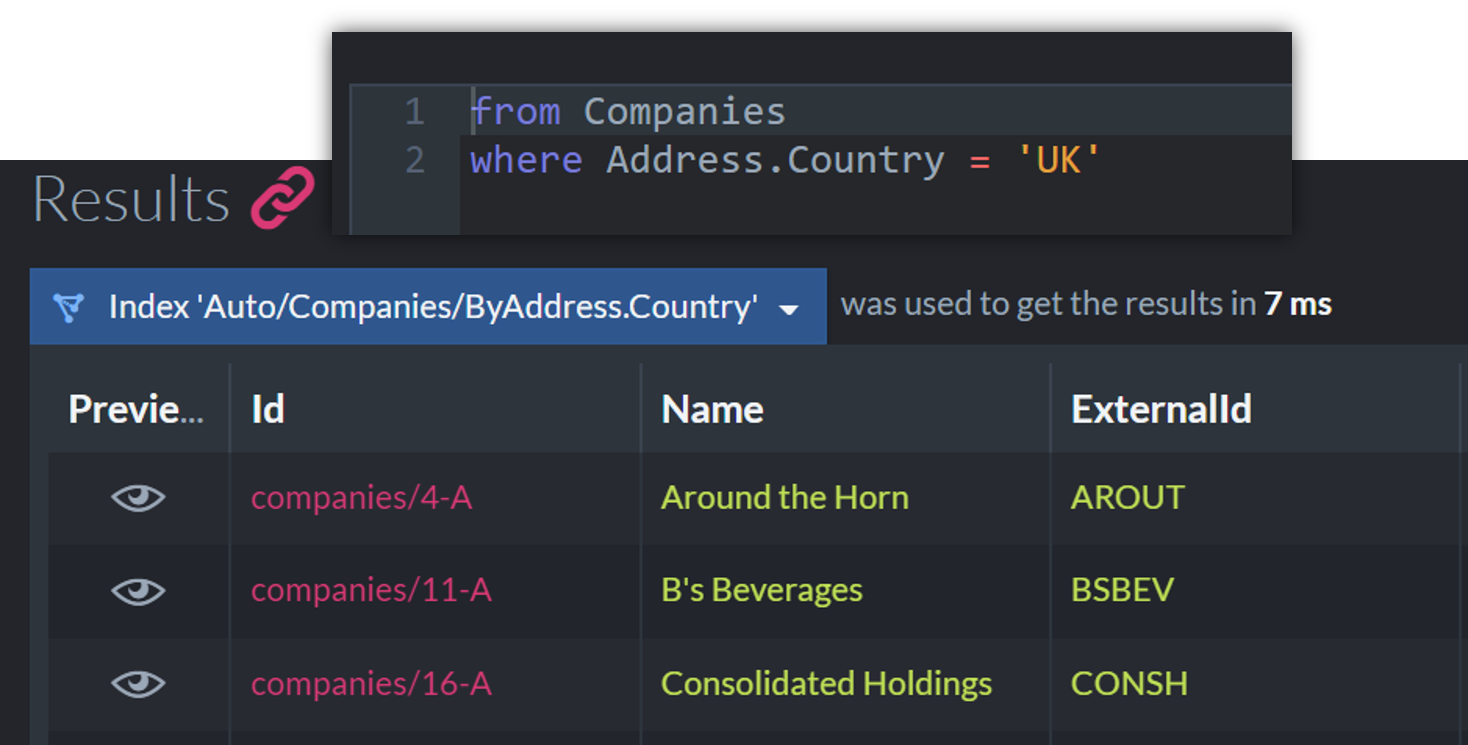 1 from Companies
2 where Address.Country = 'UK'
Results
Index 'Auto/Companies/ByAddress.Country' was used to get the results in 7 ms
Previe... Id Name ExternalId
companies/4-A Around the Horn AROUT
companies/11-A B's Beverages BSBEV
companies/16-A Consolidated Holdings CONSH